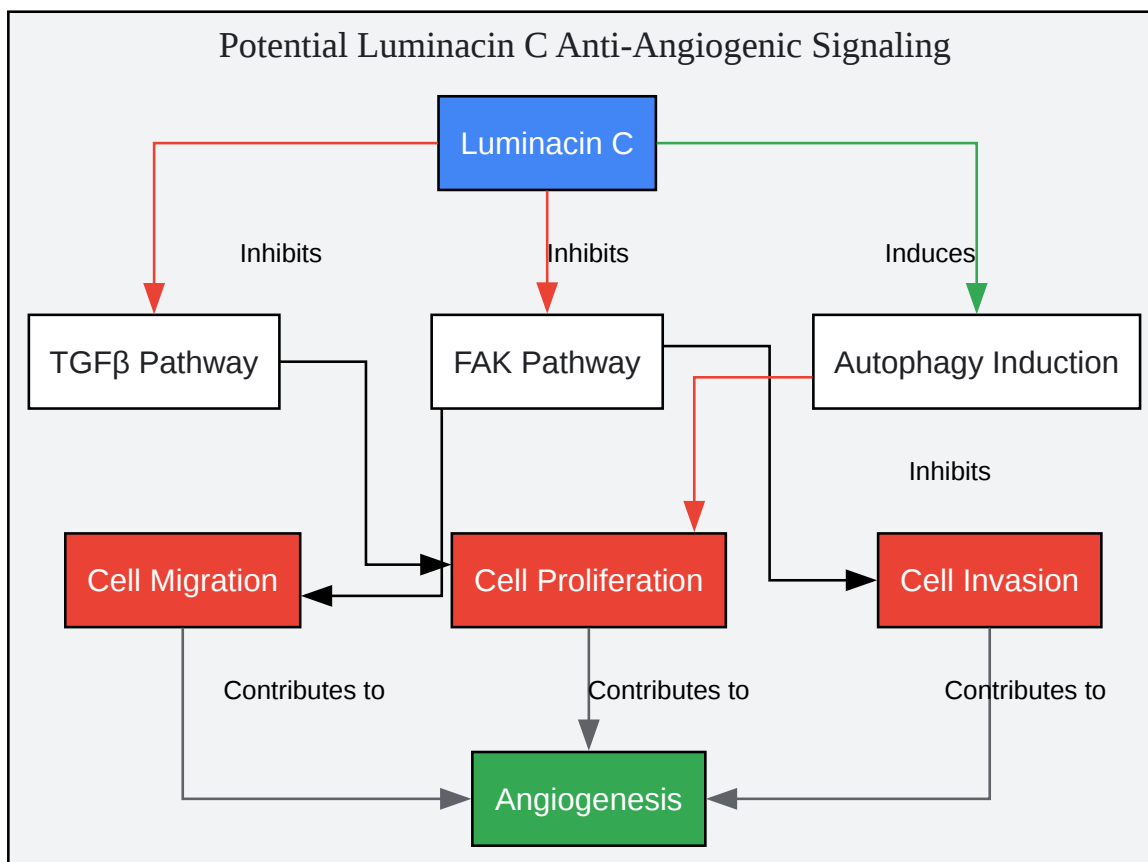 Potential Luminacin C Anti-Angiogenic Signaling
Luminacin C
Inhibits
Inhibits
Induces
TGFβ Pathway
FAK Pathway
Autophagy Induction
Inhibits
Cell Migration
Cell Proliferation
Cell Invasion
Contributes to
Contributes to
Contributes to
Angiogenesis